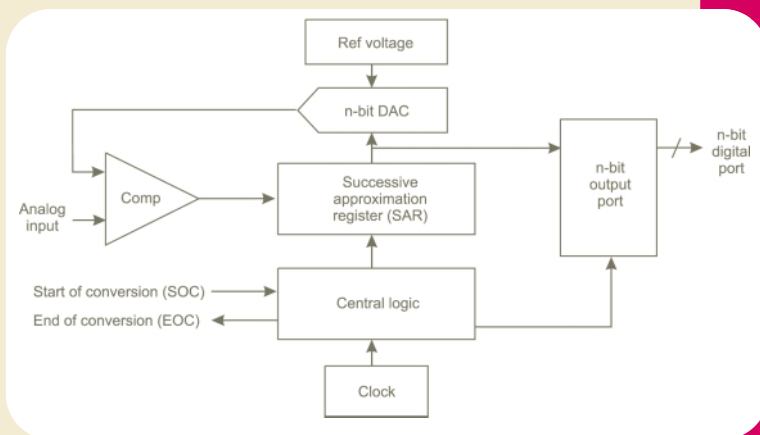 Ref voltage
n-bit DAC
Comp
Analog
input
Successive
approximation
register (SAR)
n-bit
output
port
n-bit
digital
port
Start of conversion (SOC)
End of conversion (EOC)
Central logic
Clock